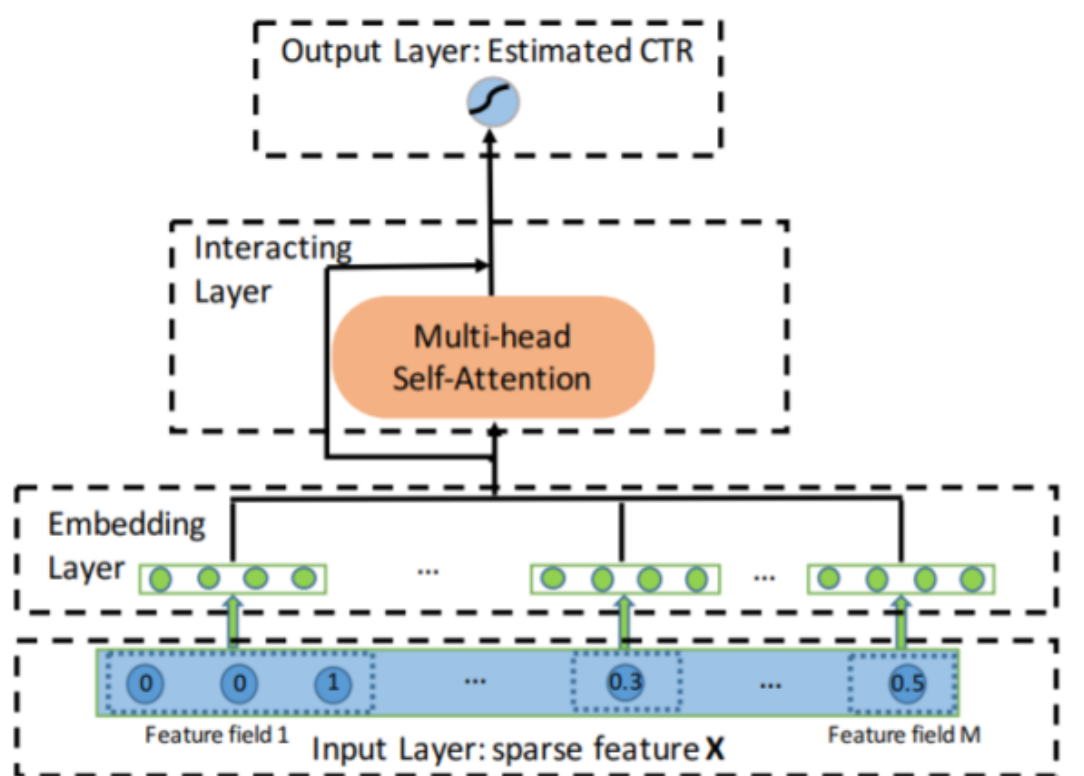 Output Layer: Estimated CTR
Interacting
Layer
Multi-head
Self-Attention
Embedding
Layer
... ...
0 0 1 ... 0.3 ... 0.5
Feature field 1 Feature field M
Input Layer: sparse feature X